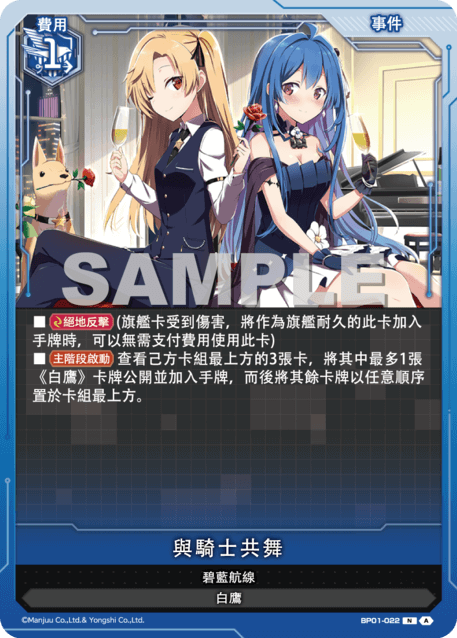 費用
事件
1
SAMPLE
■ 絕地反擊 (旗艦卡受到傷害，將作為旗艦耐久的此卡加入
手牌時，可以無需支付費用使用此卡)
■ 主階段啟動 查看己方卡組最上方的3張卡，將其中最多1張
《白鷹》卡牌公開並加入手牌，而後將其餘卡牌以任意順序
置於卡組最上方。
與騎士共舞
碧藍航線
白鷹
©Manjuu Co.,Ltd.& Yongshi Co.,Ltd. BP01-022 N A